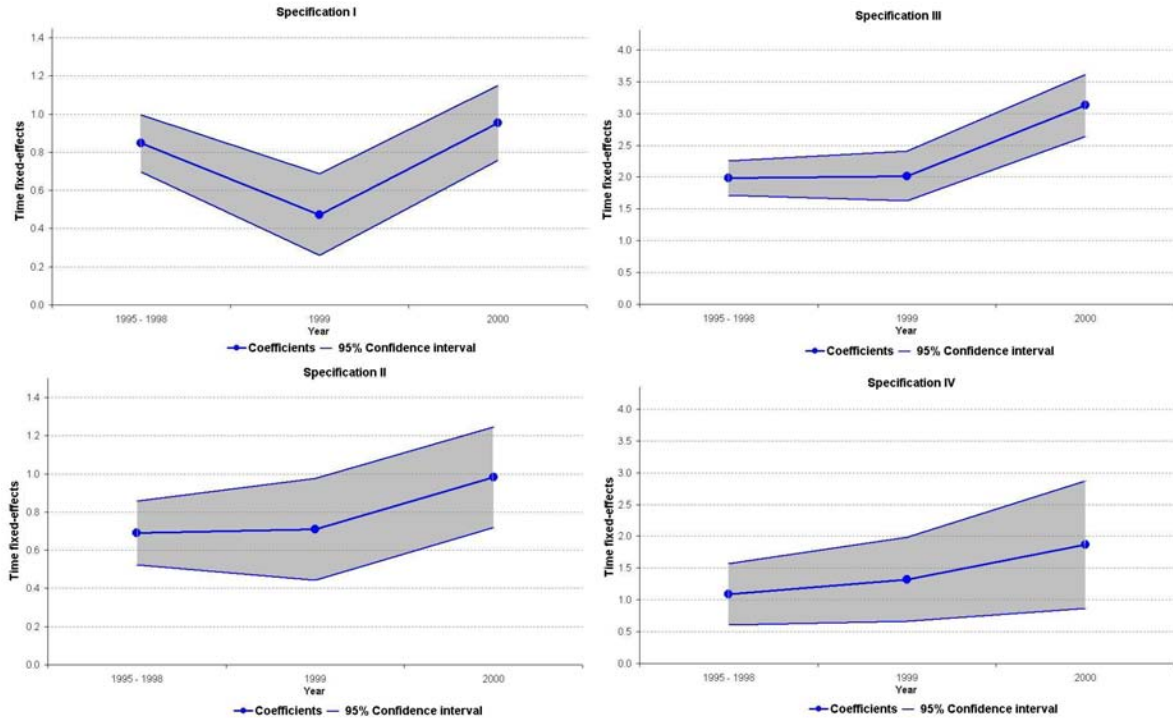 Specification I
Time fixed-effects
1.4
1.2
1.0
0.8
0.6
0.4
0.2
0.0
1995 - 1998 1999 2000
Year
Coefficients — 95% Confidence interval
Specification III
Time fixed-effects
4.0
3.5
3.0
2.5
2.0
1.5
1.0
0.5
0.0
1995 - 1998 1999 2000
Year
Coefficients — 95% Confidence interval
Specification II
Time fixed-effects
1.4
1.2
1.0
0.8
0.6
0.4
0.2
0.0
1995 - 1998 1999 2000
Year
Coefficients — 95% Confidence interval
Specification IV
Time fixed-effects
4.0
3.5
3.0
2.5
2.0
1.5
1.0
0.5
0.0
1995 - 1998 1999 2000
Year
Coefficients — 95% Confidence interval